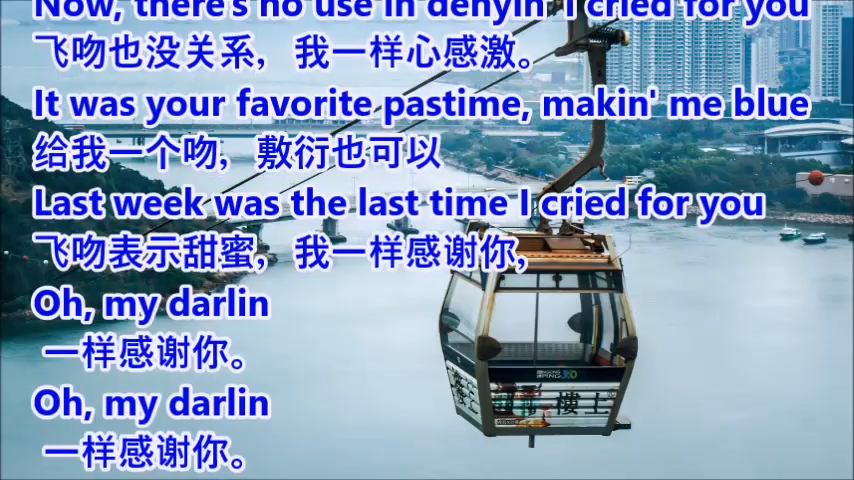 Now, there's no use in denyin' I cried for you
飞吻也没关系，我一样心感激。
It was your favorite pastime, makin' me blue
给我一个吻，敷衍也可以
Last week was the last time I cried for you
飞吻表示甜蜜，我一样感谢你,
Oh, my darlin
一样感谢你。
Oh, my darlin
一样感谢你。
PING 360
樓上